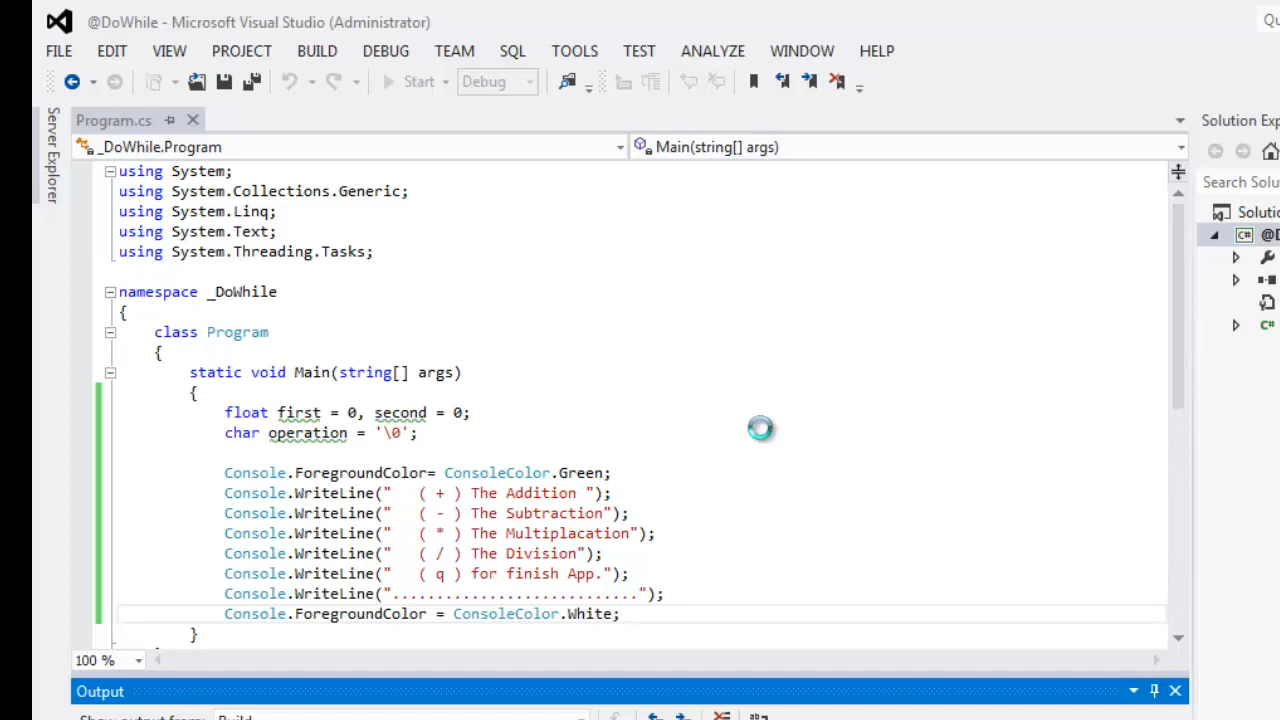 @DoWhile - Microsoft Visual Studio (Administrator)
FILE EDIT VIEW PROJECT BUILD DEBUG TEAM SQL TOOLS TEST ANALYZE WINDOW HELP
Start Debug
Server Explorer
Program.cs
Solution Exp
_DoWhile.Program
Main(string[] args)
Search Solu
using System;
using System.Collections.Generic;
using System.Linq;
using System.Text;
using System.Threading.Tasks;
Solutio
C# @D
C#
namespace _DoWhile
{
class Program
{
static void Main(string[] args)
{
float first = 0, second = 0;
char operation = '\0';
Console.ForegroundColor= ConsoleColor.Green;
Console.WriteLine("   ( + ) The Addition ");
Console.WriteLine("   ( - ) The Subtraction");
Console.WriteLine("   ( * ) The Multiplacation");
Console.WriteLine("   ( / ) The Division");
Console.WriteLine("   ( q ) for finish App.");
Console.WriteLine("............................");
Console.ForegroundColor = ConsoleColor.White;
}
100 %
Output
Show output from: Build